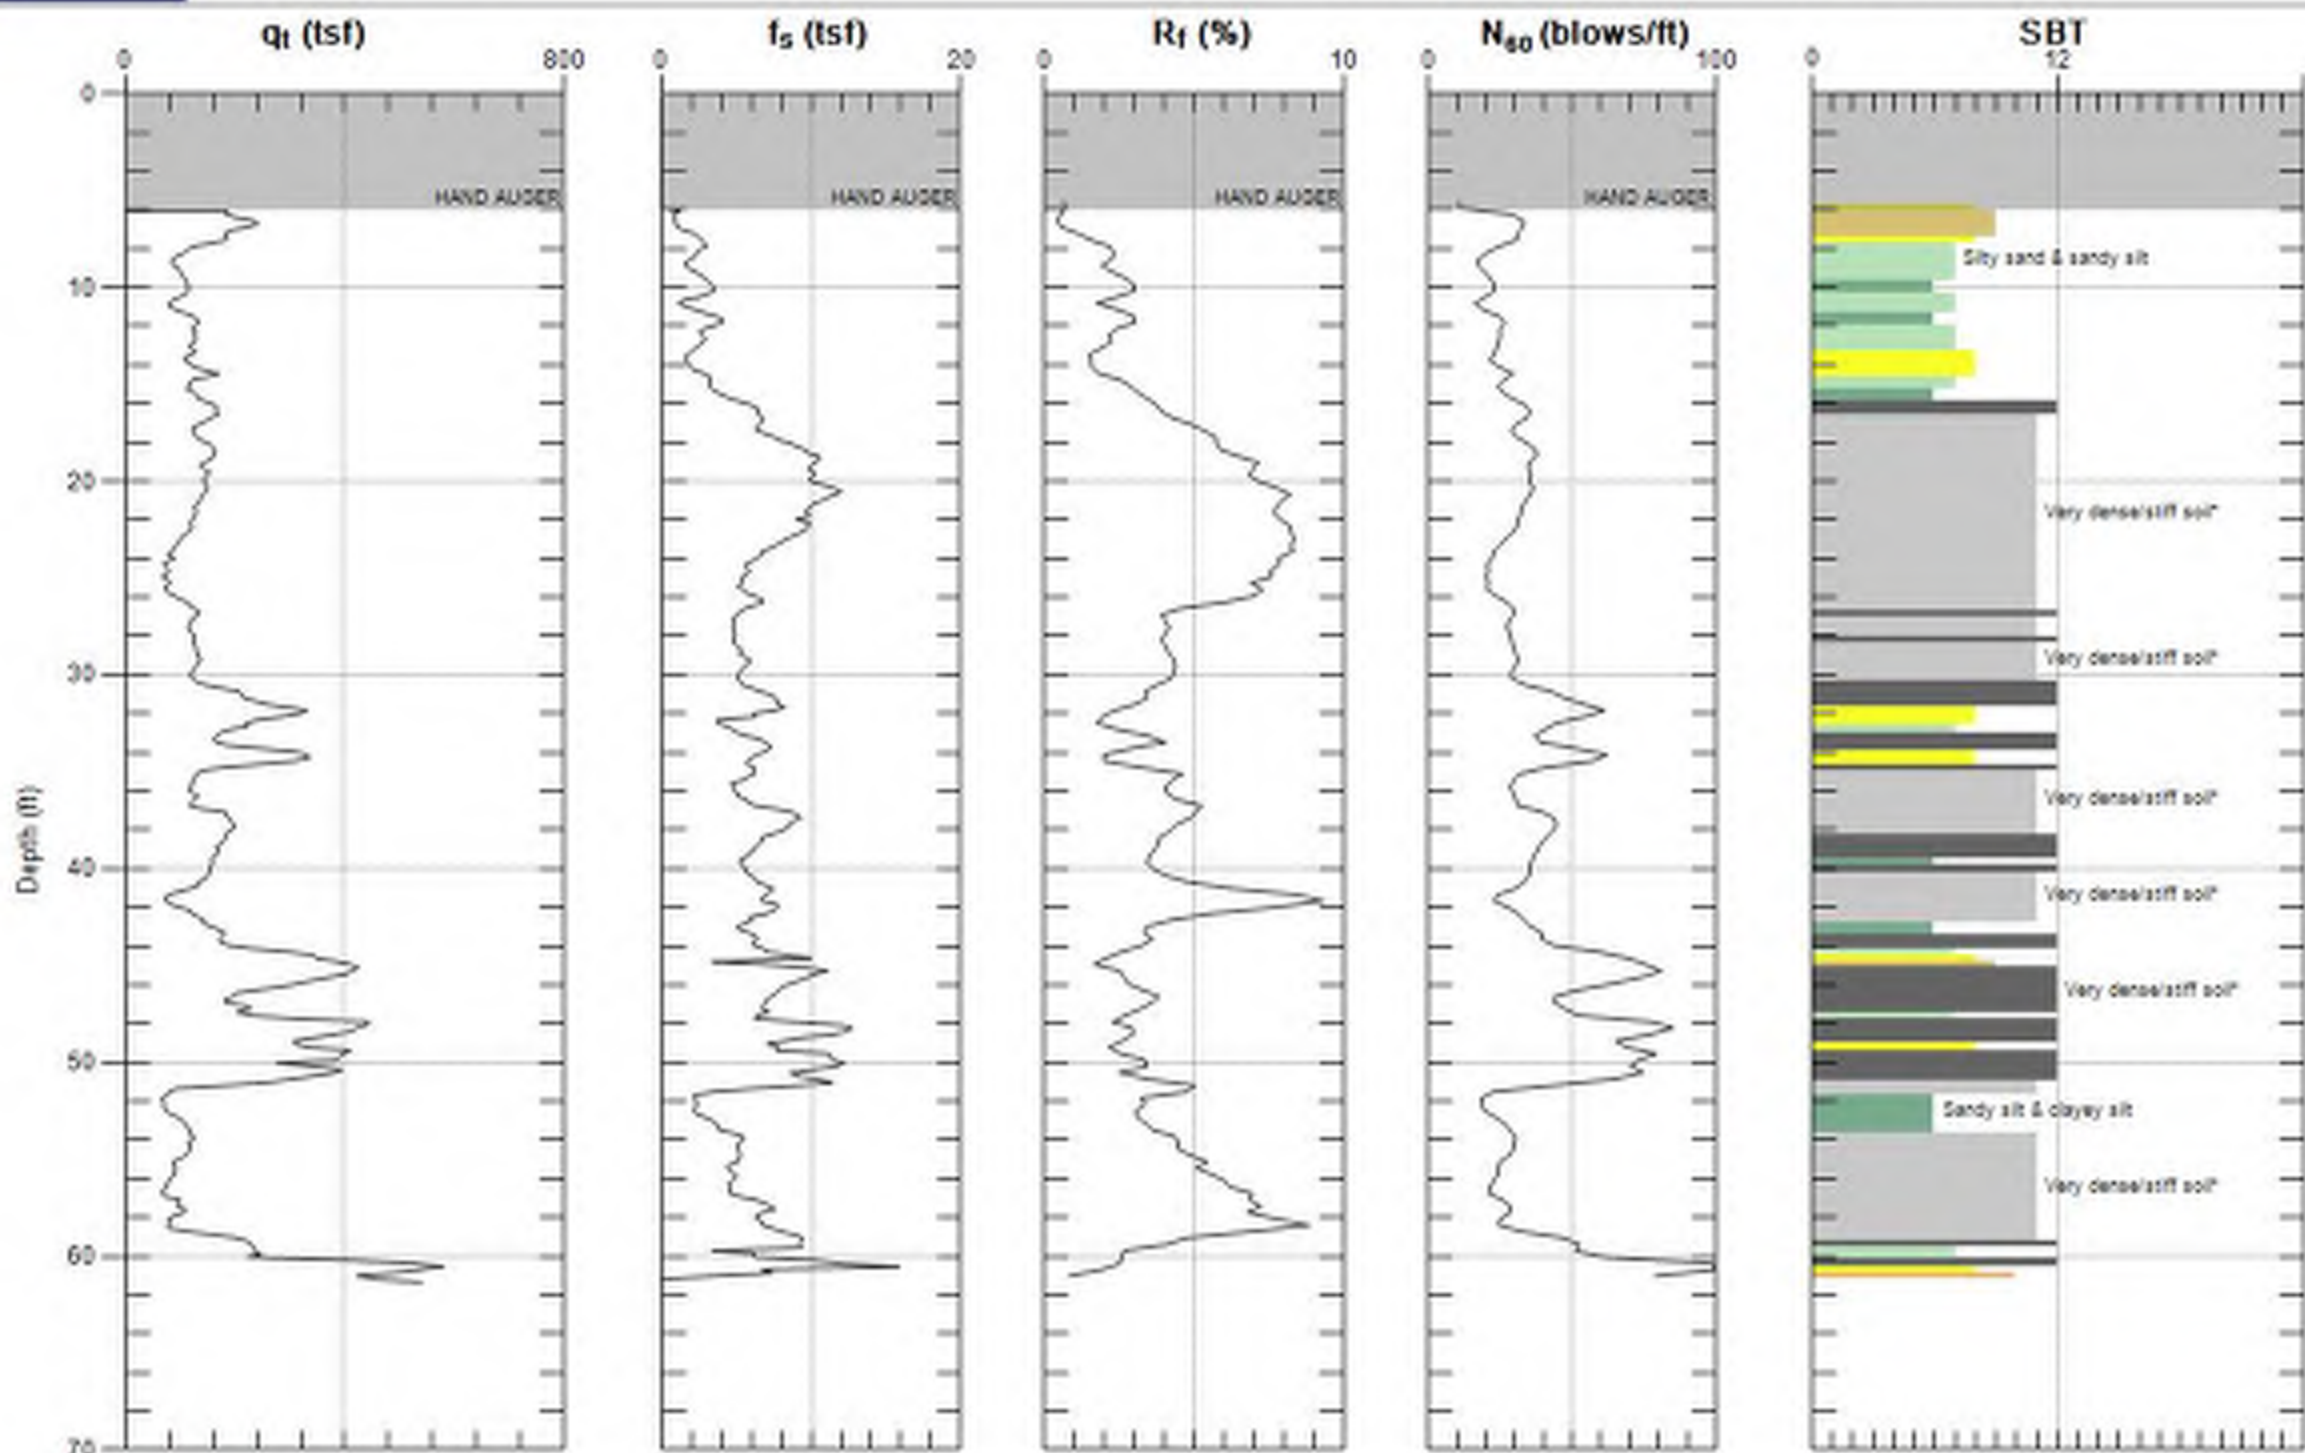 qt (tsf)
fs (tsf)
Rf (%)
N60 (blows/ft)
SBT
0 800
0 20
0 10
0 100
0 12
0
HAND AUGER
HAND AUGER
HAND AUGER
HAND AUGER
Silty sand & sandy silt
10
20
Very dense/stiff soil*
Very dense/stiff soil*
30
Very dense/stiff soil*
Depth (ft)
40
Very dense/stiff soil*
Very dense/stiff soil*
50
Sandy silt & clayey silt
Very dense/stiff soil*
60
70